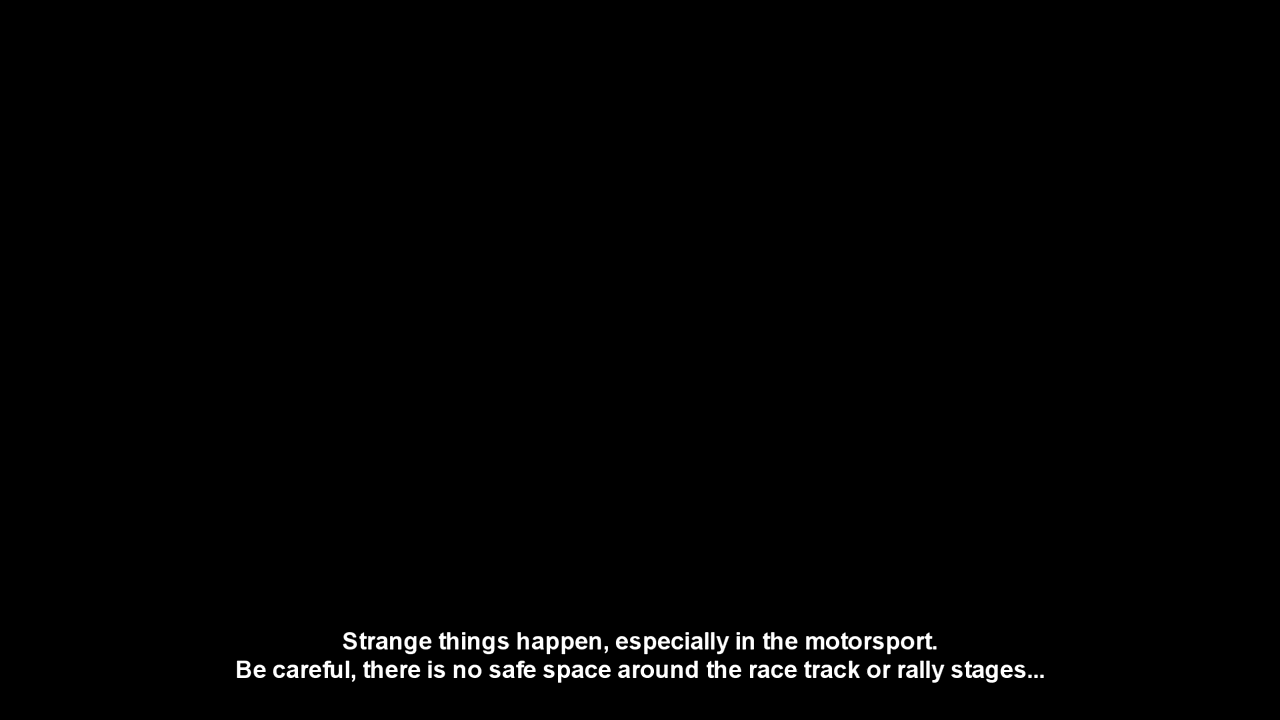 Strange things happen, especially in the motorsport.
Be careful, there is no safe space around the race track or rally stages...